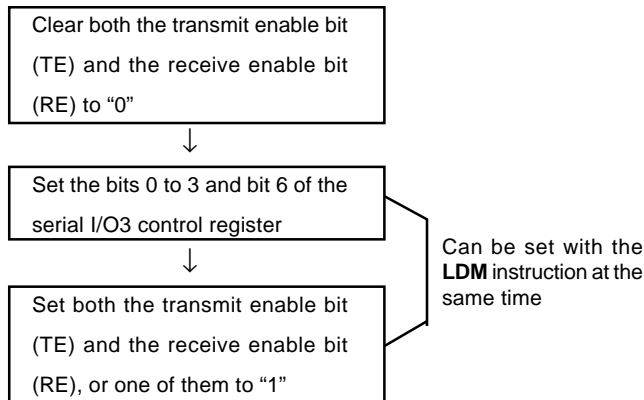 Clear both the transmit enable bit
(TE) and the receive enable bit
(RE) to “0”
↓
Set the bits 0 to 3 and bit 6 of the
serial I/O3 control register
↓
Set both the transmit enable bit
(TE) and the receive enable bit
(RE), or one of them to “1”
Can be set with the
LDM instruction at the
same time